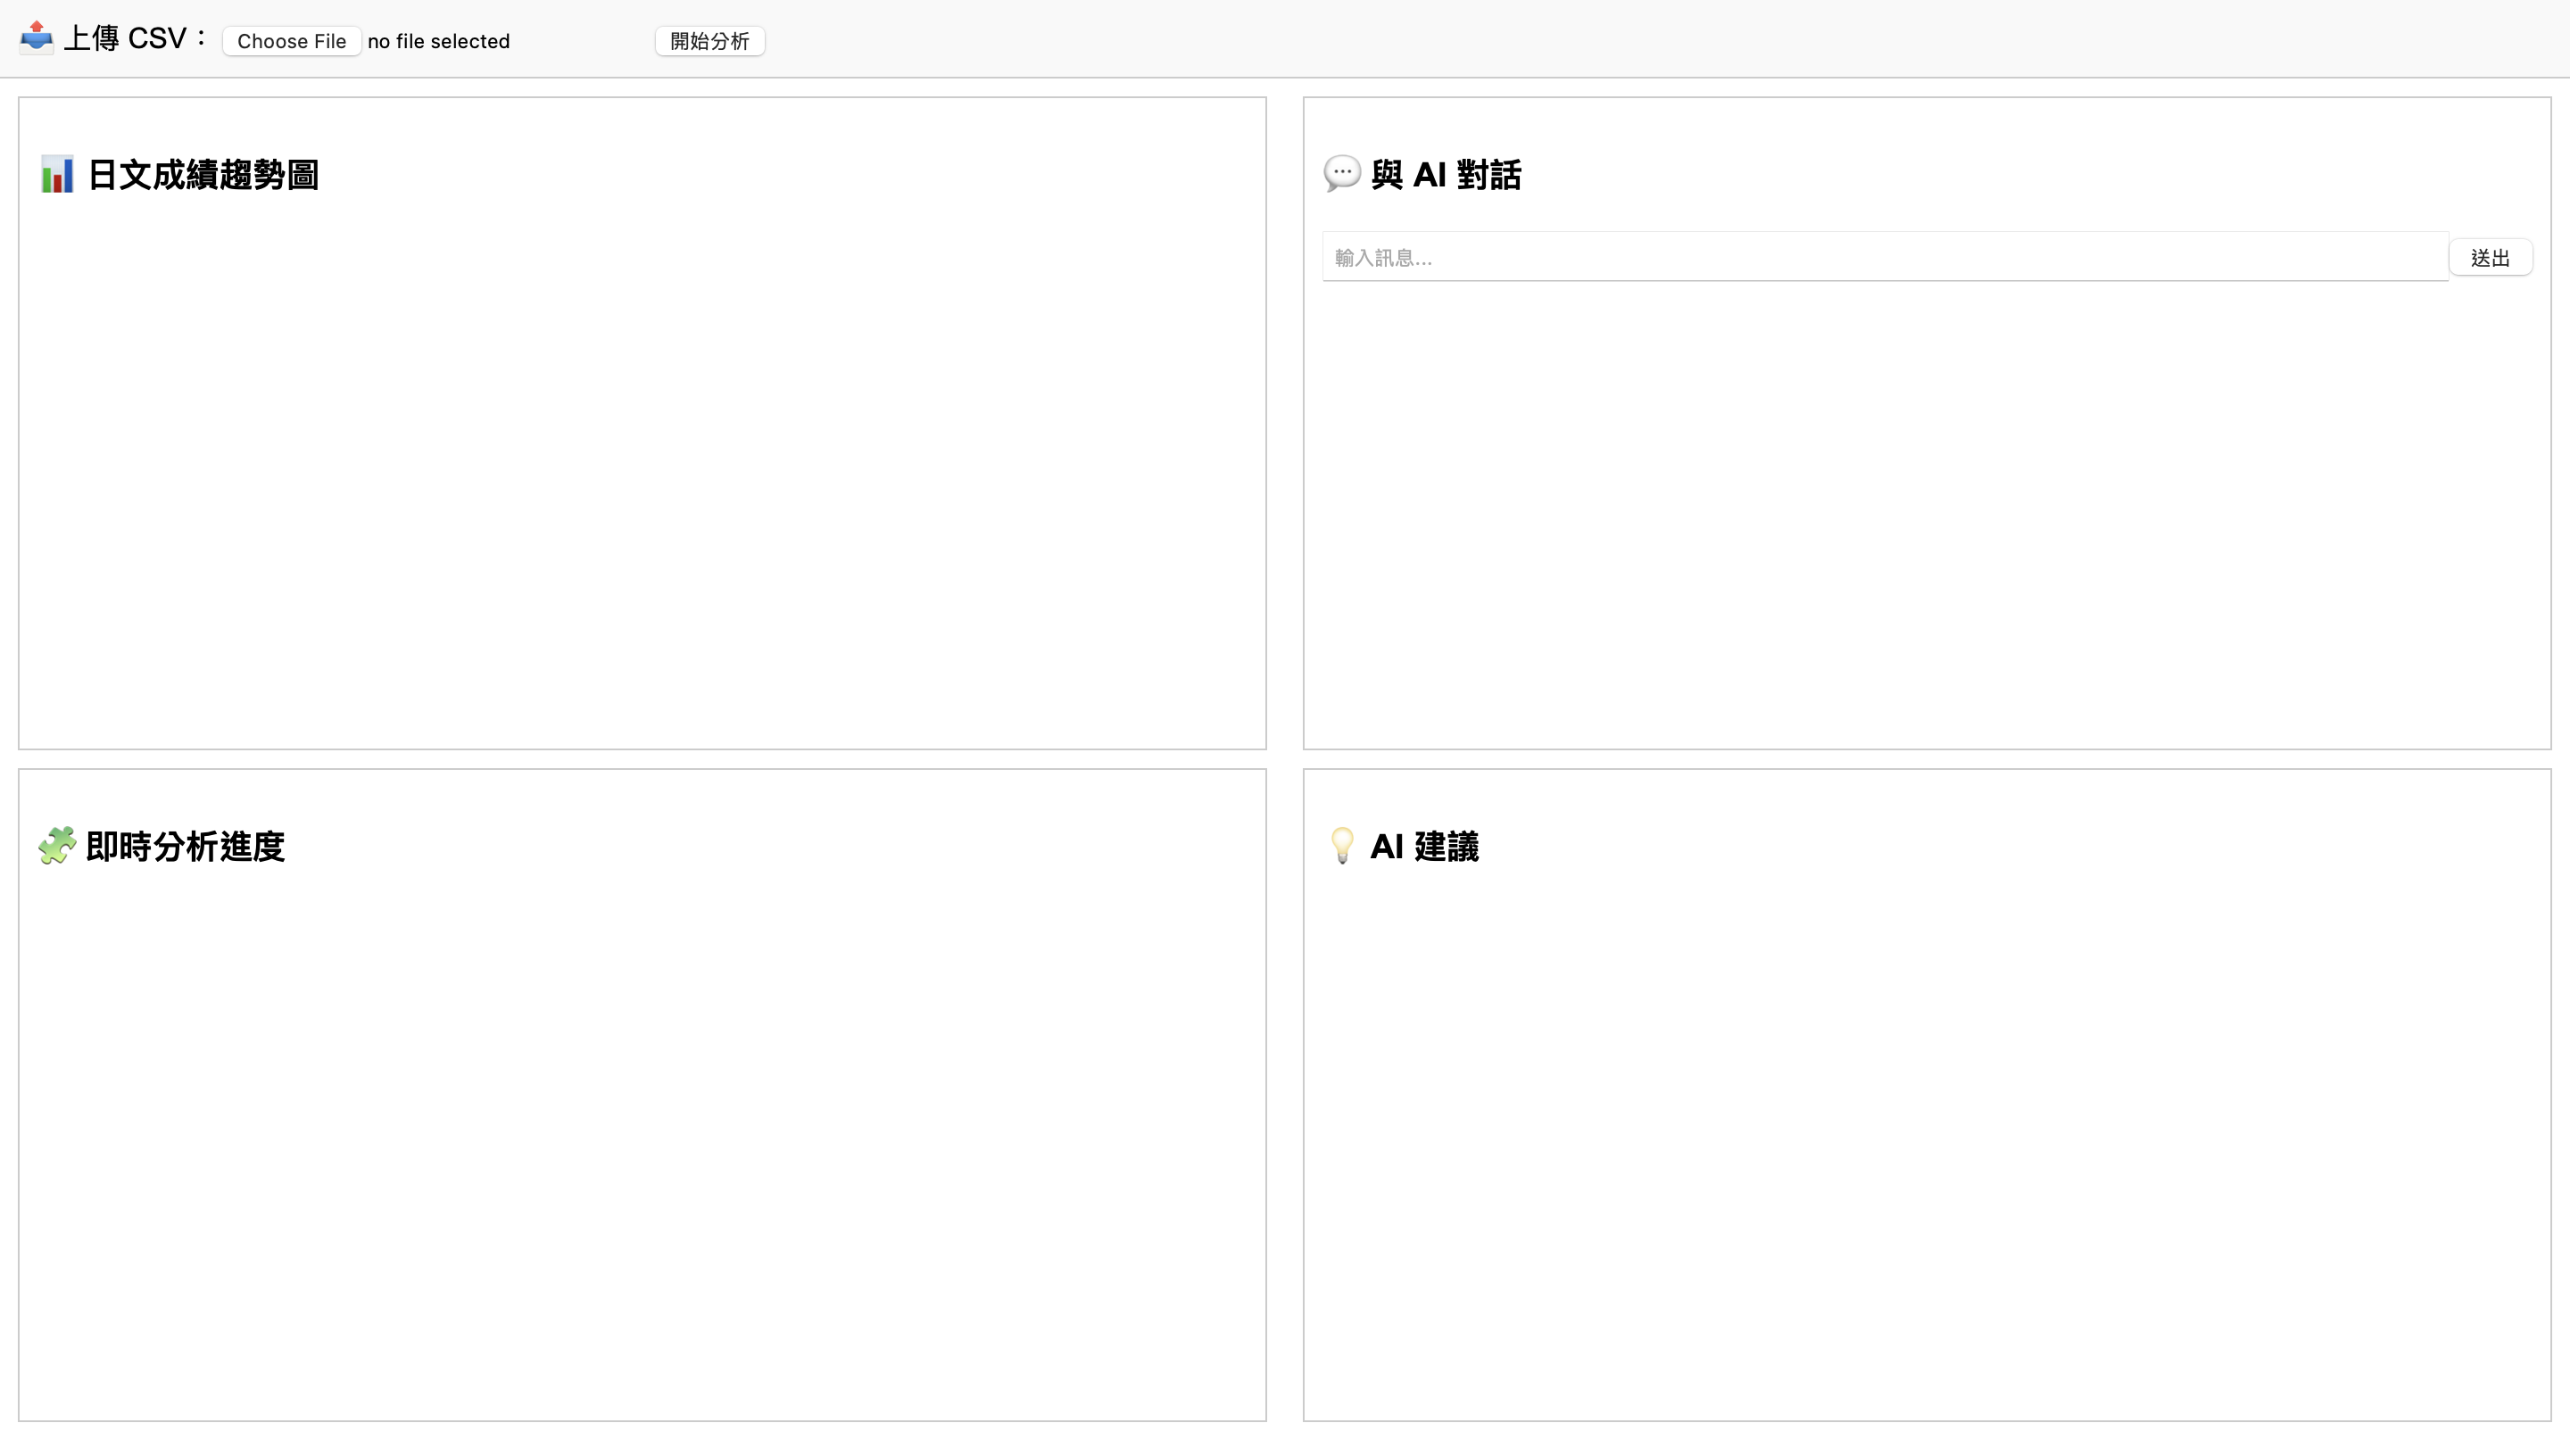 上傳 CSV： Choose File no file selected 開始分析
日文成績趨勢圖
與 AI 對話
輸入訊息... 送出
即時分析進度
AI 建議